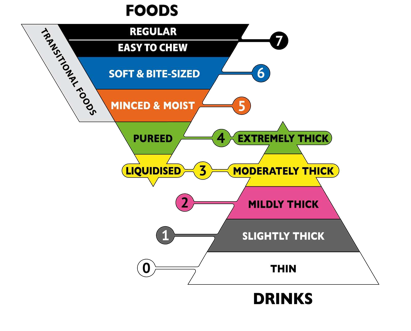 FOODS
REGULAR
EASY TO CHEW
7
TRANSITIONAL FOODS
SOFT & BITE-SIZED
6
MINCED & MOIST
5
PUREED
4
EXTREMELY THICK
LIQUIDISED
3
MODERATELY THICK
2
MILDLY THICK
1
SLIGHTLY THICK
0
THIN
DRINKS